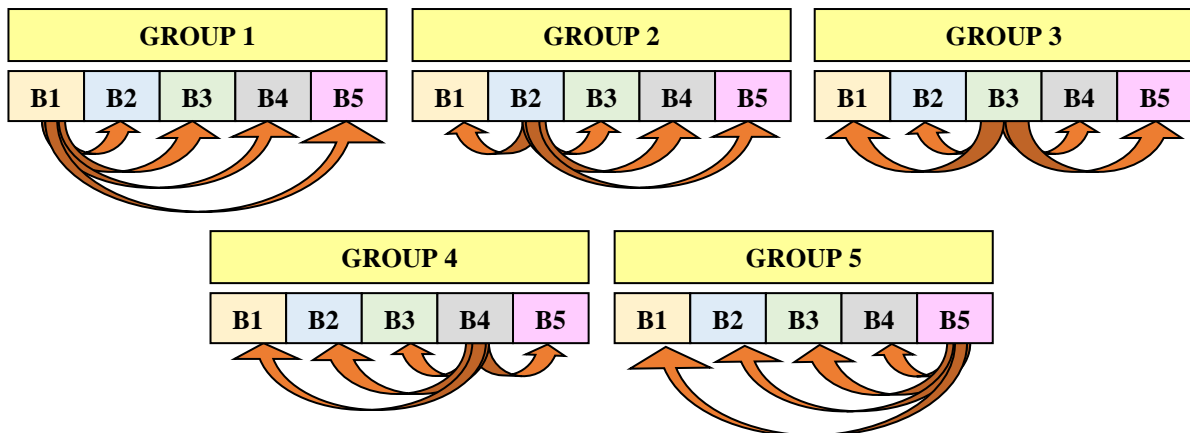 GROUP 1 GROUP 2 GROUP 3
B1 B2 B3 B4 B5 B1 B2 B3 B4 B5 B1 B2 B3 B4 B5
GROUP 4 GROUP 5
B1 B2 B3 B4 B5 B1 B2 B3 B4 B5